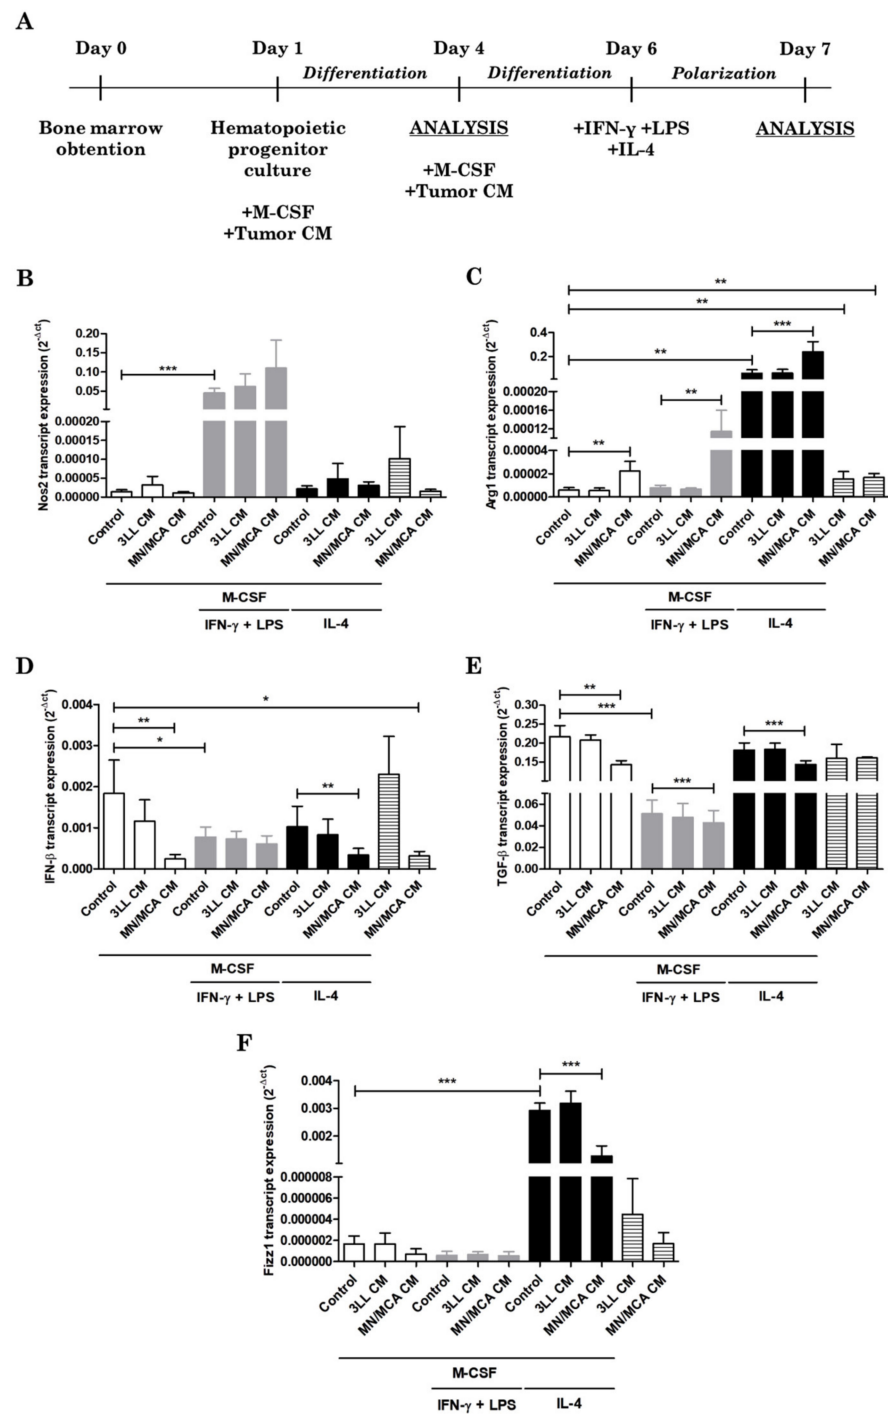 A
Day 0 Day 1 Day 4 Day 6 Day 7
Differentiation Differentiation Polarization
Bone marrow obtention
Hematopoietic progenitor culture
+M-CSF
+Tumor CM
ANALYSIS
+M-CSF
+Tumor CM
+IFN-γ +LPS
+IL-4
ANALYSIS
B
Nos2 transcript expression (2^-Δct)
0.20
0.15
0.10
0.05
0.00020
0.00015
0.00010
0.00005
0.00000
***
Control 3LL CM MN/MCA CM Control 3LL CM MN/MCA CM Control 3LL CM MN/MCA CM 3LL CM MN/MCA CM
M-CSF
IFN-γ + LPS IL-4
C
Arg1 transcript expression (2^-Δct)
0.4
0.2
0.00020
0.00012
0.00004
0.00002
0.00000
**
**
***
**
**
**
Control 3LL CM MN/MCA CM Control 3LL CM MN/MCA CM Control 3LL CM MN/MCA CM 3LL CM MN/MCA CM
M-CSF
IFN-γ + LPS IL-4
D
IFN-β transcript expression (2^-Δct)
0.004
0.003
0.002
0.001
0.000
*
**
*
**
Control 3LL CM MN/MCA CM Control 3LL CM MN/MCA CM Control 3LL CM MN/MCA CM 3LL CM MN/MCA CM
M-CSF
IFN-γ + LPS IL-4
E
TGF-β transcript expression (2^-Δct)
0.30
0.25
0.20
0.15
0.06
0.04
0.02
0.00
**
***
***
***
Control 3LL CM MN/MCA CM Control 3LL CM MN/MCA CM Control 3LL CM MN/MCA CM 3LL CM MN/MCA CM
M-CSF
IFN-γ + LPS IL-4
F
Fizz1 transcript expression (2^-Δct)
0.004
0.003
0.002
0.000008
0.000006
0.000004
0.000002
0.000000
***
***
Control 3LL CM MN/MCA CM Control 3LL CM MN/MCA CM Control 3LL CM MN/MCA CM 3LL CM MN/MCA CM
M-CSF
IFN-γ + LPS IL-4